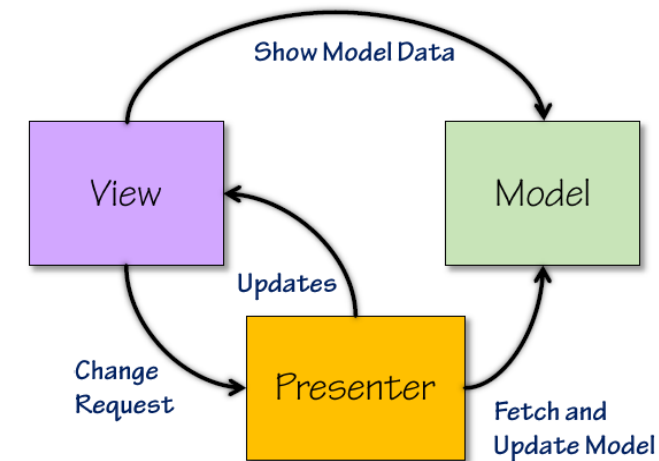 Show Model Data
View
Model
Updates
Change
Request
Presenter
Fetch and
Update Model